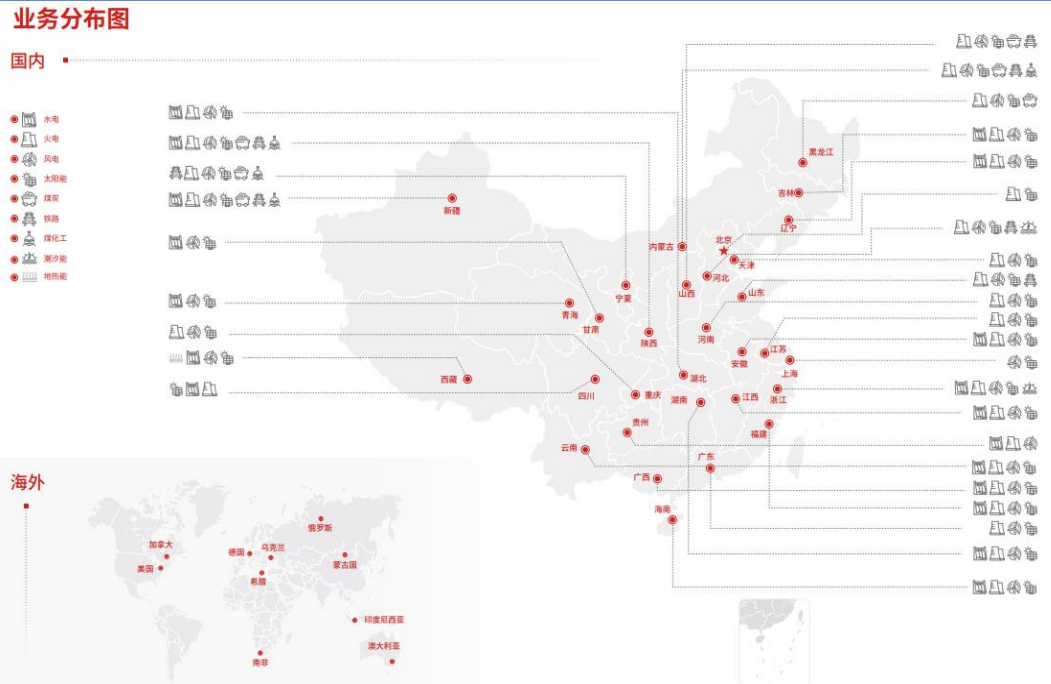 业务分布图
国内
水电
火电
风电
太阳能
煤炭
铁路
煤化工
潮汐能
地热能
黑龙江
吉林
辽宁
新疆
北京
内蒙古
天津
河北
宁夏
山西
山东
青海
甘肃
陕西
河南
安徽
江苏
上海
西藏
四川
重庆
湖北
湖南
江西
浙江
贵州
福建
云南
广东
广西
海南
海外
俄罗斯
加拿大
德国
乌克兰
美国
蒙古国
希腊
印度尼西亚
澳大利亚
南非